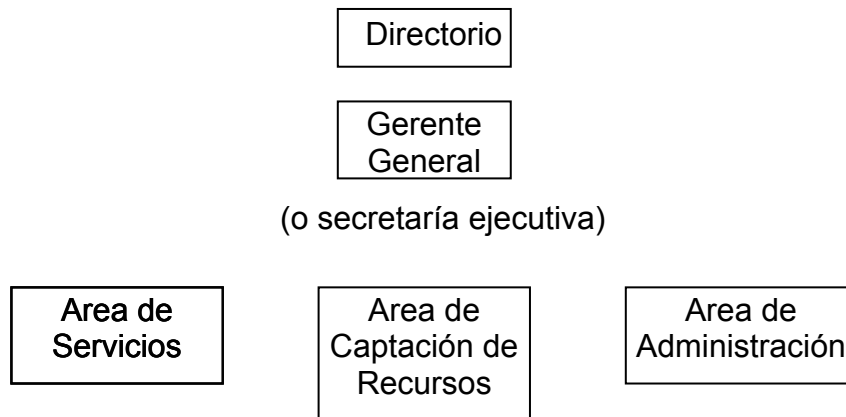 Directorio
Gerente
General
(o secretaría ejecutiva)
Area de
Servicios
Area de
Captación de
Recursos
Area de
Administración